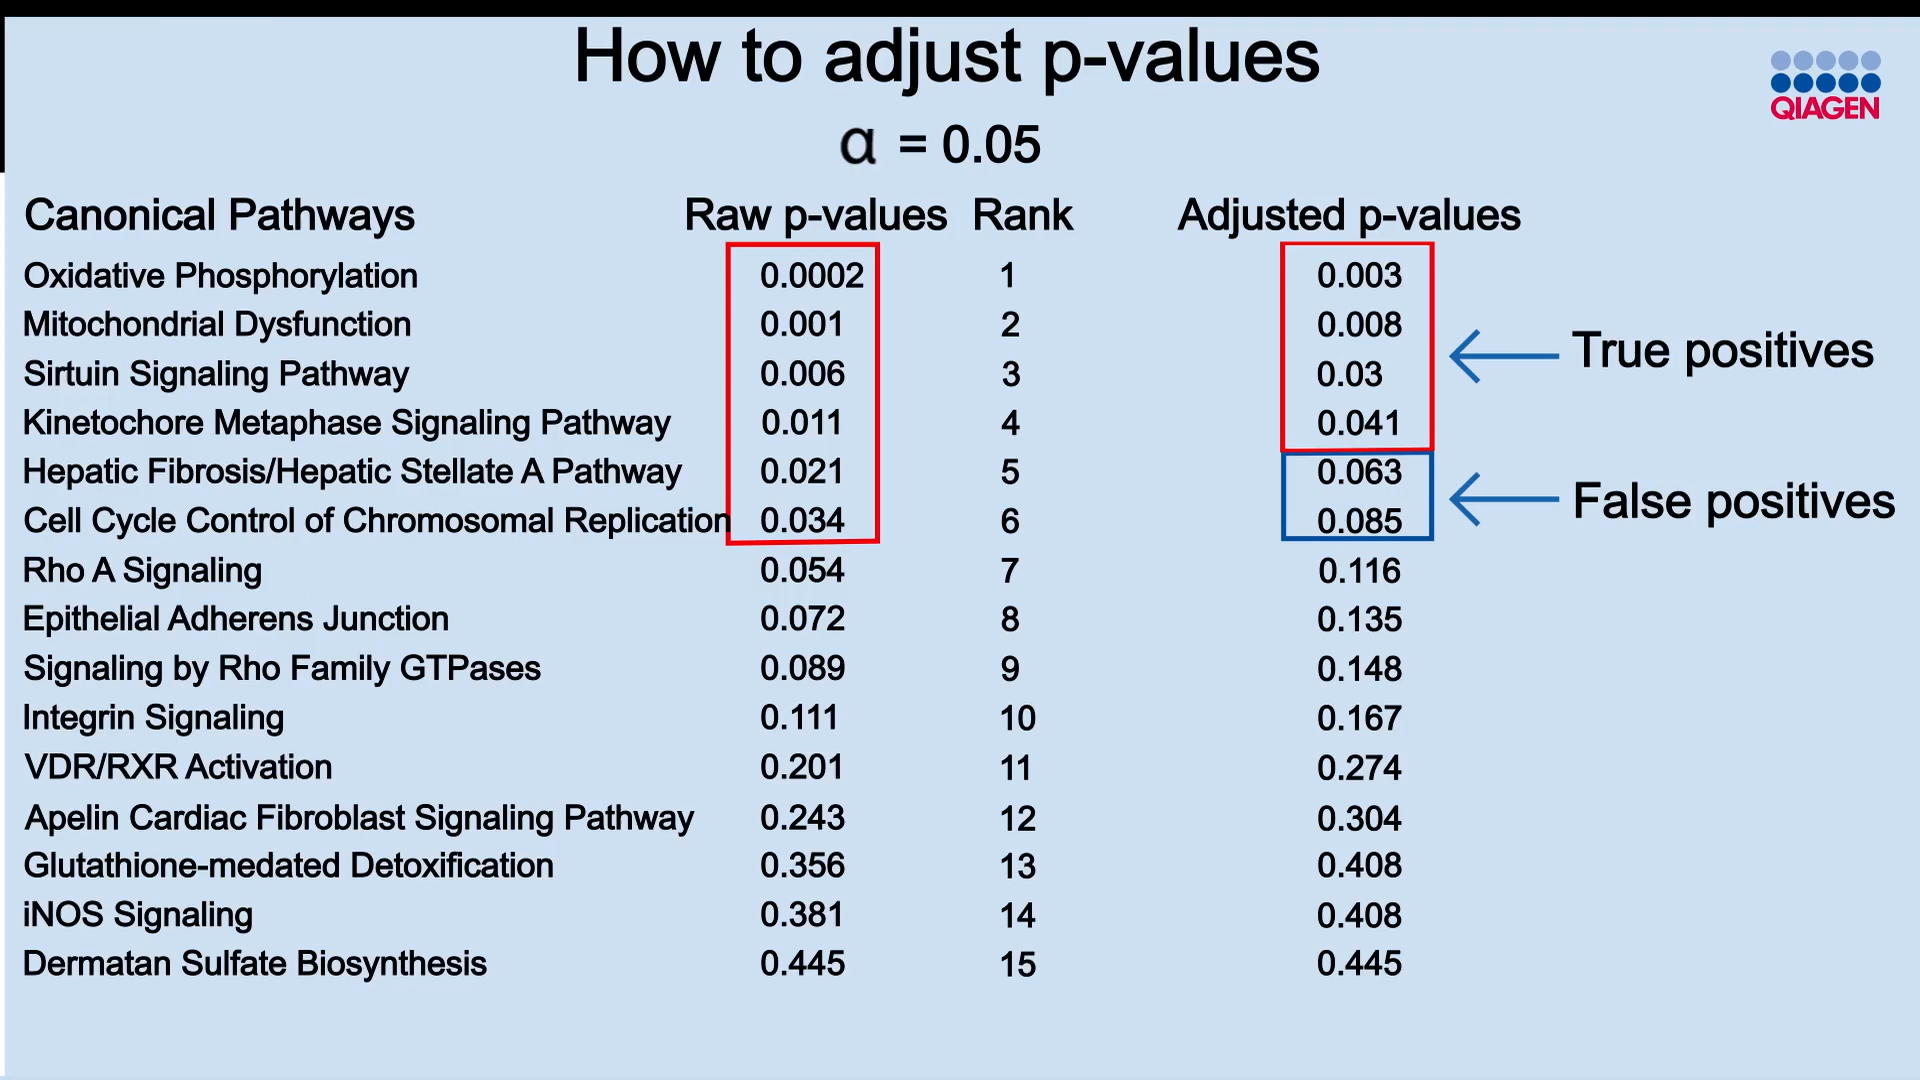 How to adjust p-values
QIAGEN
α = 0.05
Canonical Pathways Raw p-values Rank Adjusted p-values
Oxidative Phosphorylation 0.0002 1 0.003
Mitochondrial Dysfunction 0.001 2 0.008
True positives
Sirtuin Signaling Pathway 0.006 3 0.03
Kinetochore Metaphase Signaling Pathway 0.011 4 0.041
Hepatic Fibrosis/Hepatic Stellate A Pathway 0.021 5 0.063
False positives
Cell Cycle Control of Chromosomal Replication 0.034 6 0.085
Rho A Signaling 0.054 7 0.116
Epithelial Adherens Junction 0.072 8 0.135
Signaling by Rho Family GTPases 0.089 9 0.148
Integrin Signaling 0.111 10 0.167
VDR/RXR Activation 0.201 11 0.274
Apelin Cardiac Fibroblast Signaling Pathway 0.243 12 0.304
Glutathione-medated Detoxification 0.356 13 0.408
iNOS Signaling 0.381 14 0.408
Dermatan Sulfate Biosynthesis 0.445 15 0.445